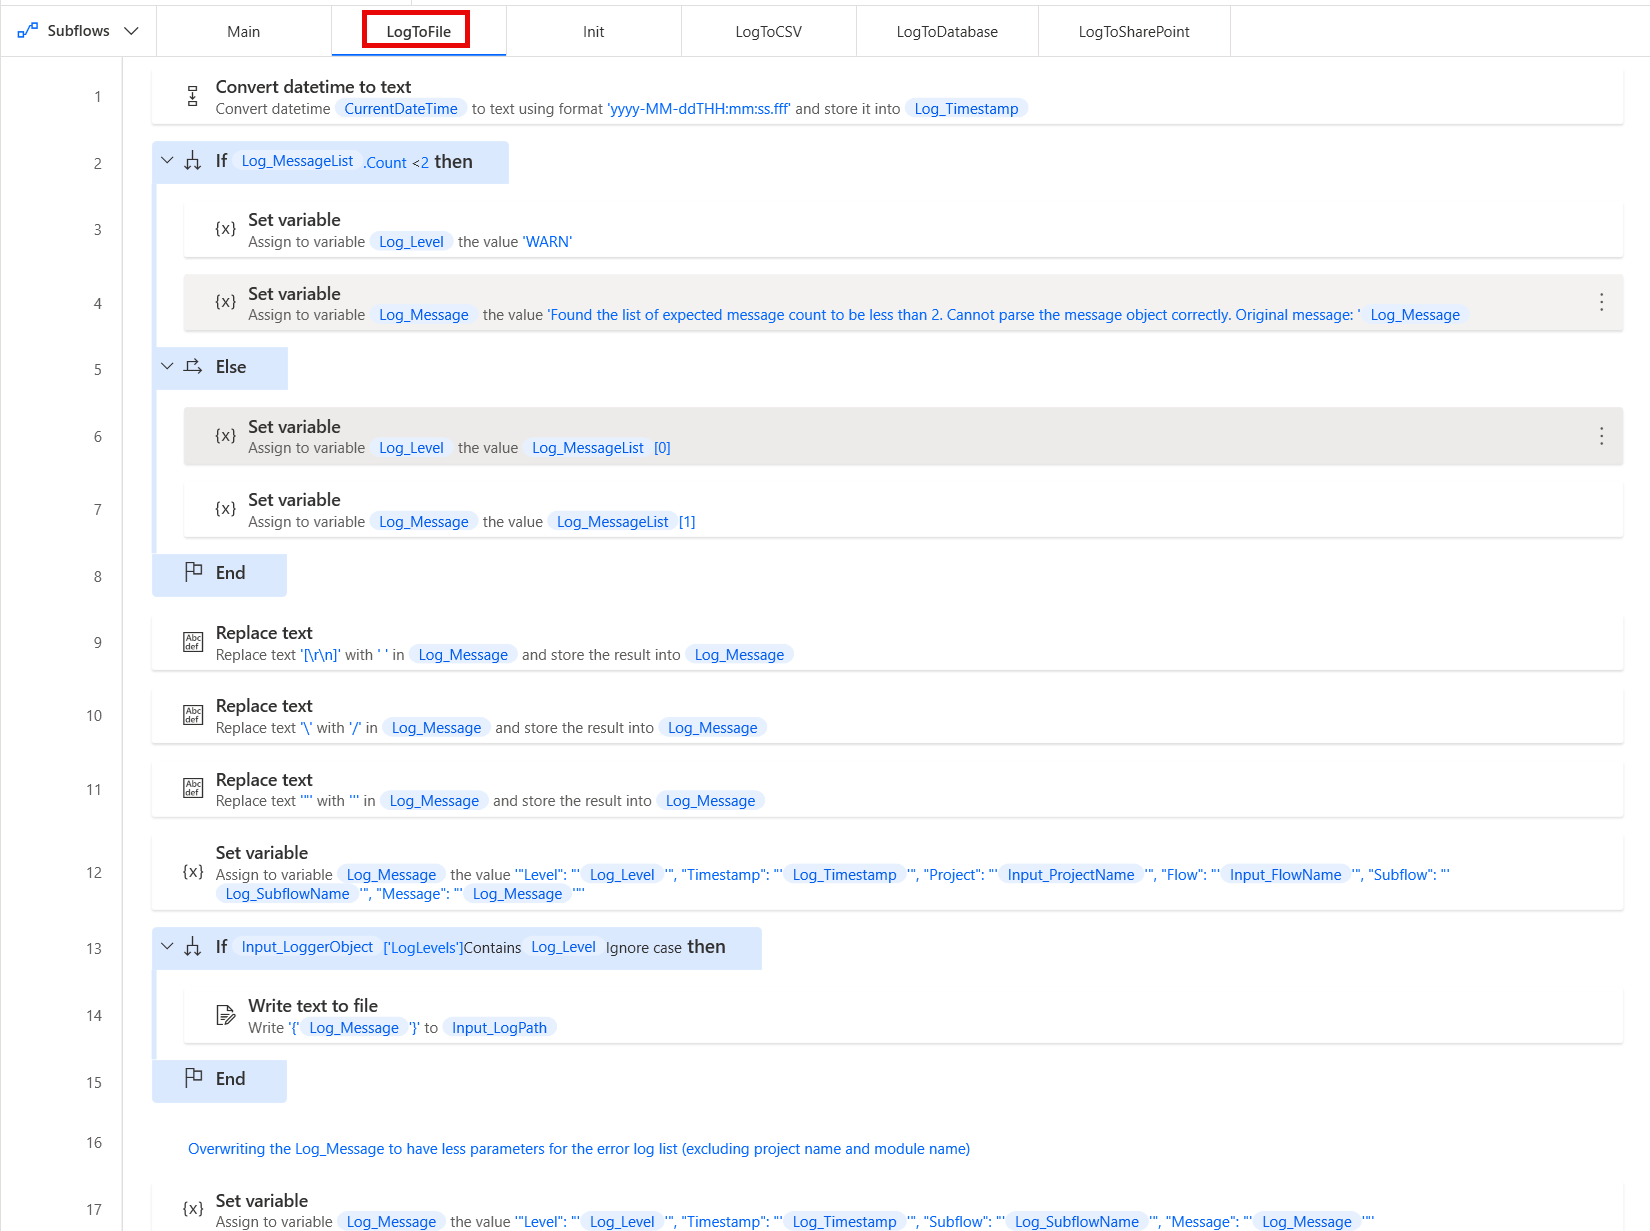 Subflows Main LogToFile Init LogToCSV LogToDatabase LogToSharePoint
1 Convert datetime to text
Convert datetime CurrentDateTime to text using format 'yyyy-MM-ddTHH:mm:ss.fff' and store it into Log_Timestamp
2 If Log_MessageList .Count <2 then
3 {x} Set variable
Assign to variable Log_Level the value 'WARN'
4 {x} Set variable
Assign to variable Log_Message the value 'Found the list of expected message count to be less than 2. Cannot parse the message object correctly. Original message: ' Log_Message
5 Else
6 {x} Set variable
Assign to variable Log_Level the value Log_MessageList [0]
7 {x} Set variable
Assign to variable Log_Message the value Log_MessageList [1]
8 End
9 Abc def Replace text
Replace text '[\r\n]' with ' ' in Log_Message and store the result into Log_Message
10 Abc def Replace text
Replace text '\' with '/' in Log_Message and store the result into Log_Message
11 Abc def Replace text
Replace text '"' with ''' in Log_Message and store the result into Log_Message
12 {x} Set variable
Assign to variable Log_Message the value '"Level": "' Log_Level '", "Timestamp": "' Log_Timestamp '", "Project": "' Input_ProjectName '", "Flow": "' Input_FlowName '", "Subflow": "'
Log_SubflowName '", "Message": "' Log_Message '"'
13 If Input_LoggerObject ['LogLevels']Contains Log_Level Ignore case then
14 Write text to file
Write '{' Log_Message '}' to Input_LogPath
15 End
16 Overwriting the Log_Message to have less parameters for the error log list (excluding project name and module name)
17 {x} Set variable
Assign to variable Log_Message the value '"Level": "' Log_Level '", "Timestamp": "' Log_Timestamp '", "Subflow": "' Log_SubflowName '", "Message": "' Log_Message '"'